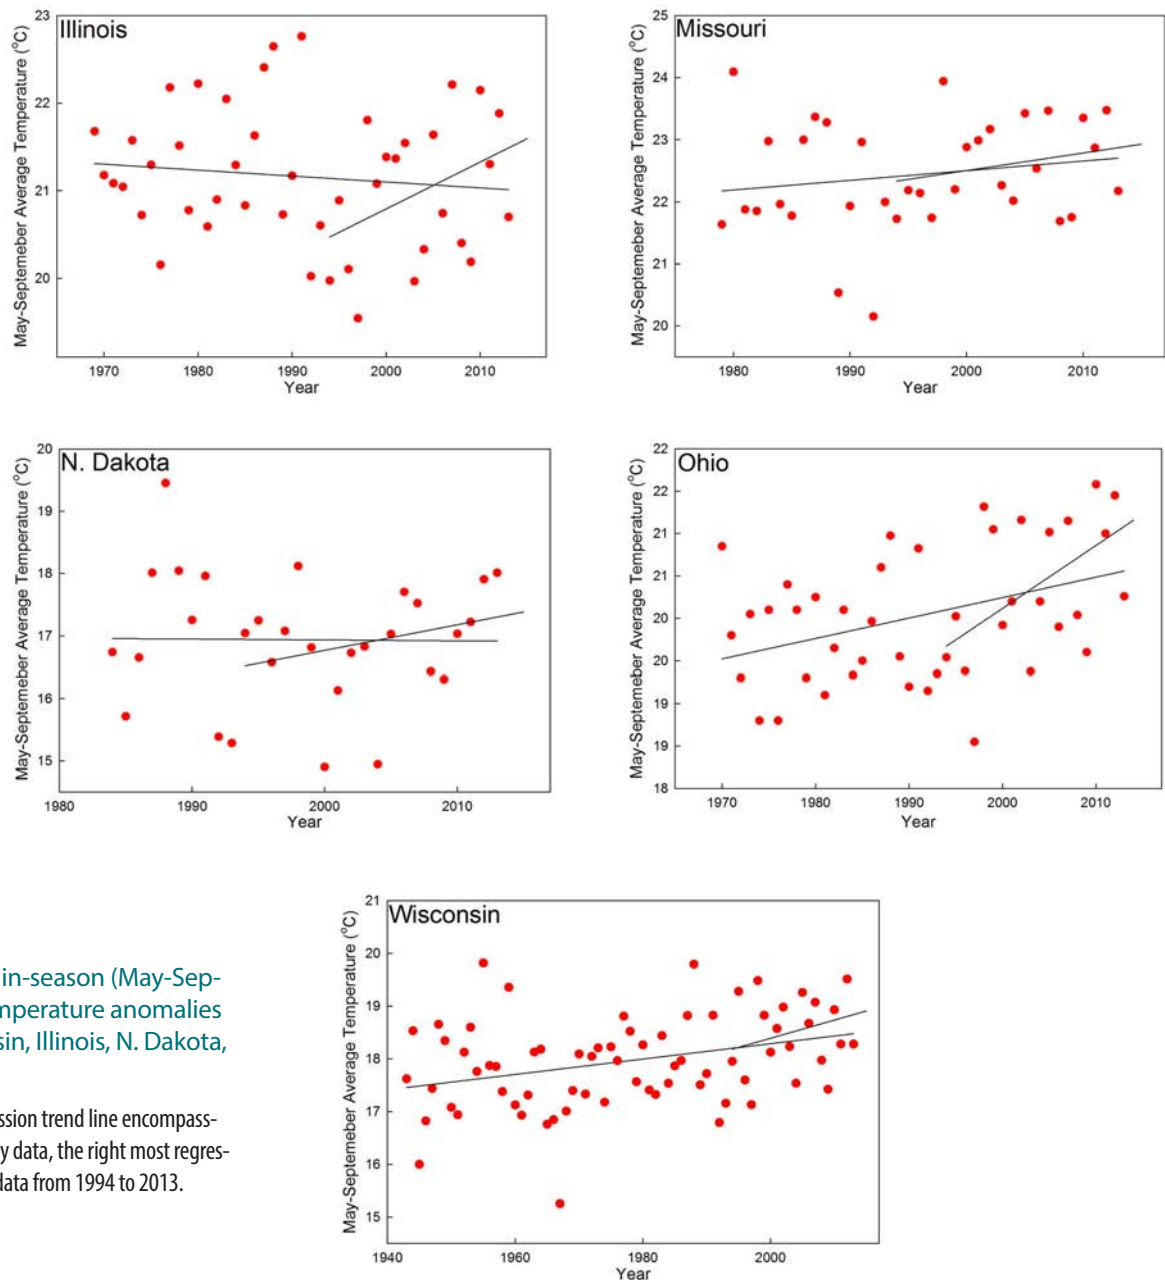 Illinois
May-Septemeber Average Temperature (°C)
23
22
21
20
1970 1980 1990 2000 2010
Year
Missouri
May-Septemeber Average Temperature (°C)
25
24
23
22
21
20
1980 1990 2000 2010
Year
N. Dakota
May-Septemeber Average Temperature (°C)
20
19
18
17
16
15
1980 1990 2000 2010
Year
Ohio
May-Septemeber Average Temperature (°C)
22
22
21
21
20
20
19
19
18
1970 1980 1990 2000 2010
Year
in-season (May-Sep-
mperature anomalies
sin, Illinois, N. Dakota,
ssion trend line encompass-
y data, the right most regres-
data from 1994 to 2013.
Wisconsin
May-Septemeber Average Temperature (°C)
21
20
19
18
17
16
15
1940 1960 1980 2000
Year